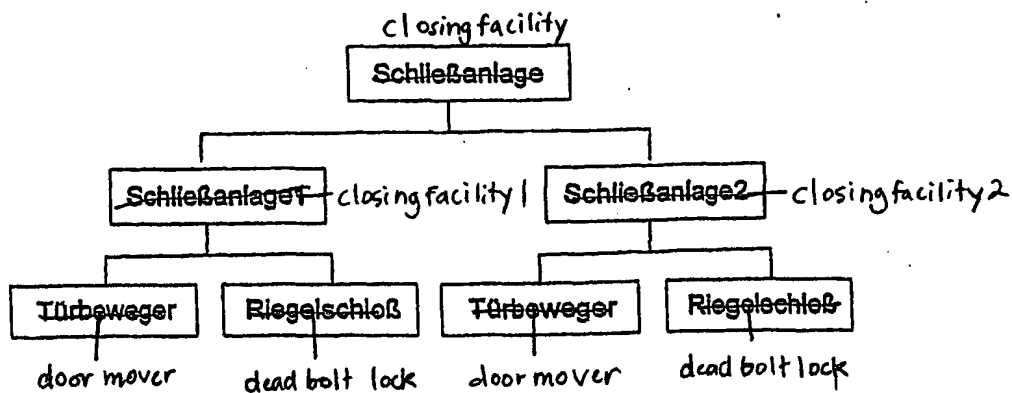 closing facility
Schließanlage
Schließanlage1
closing facility 1
Schließanlage2
closing facility 2
Türbeweger
Riegelschloß
Türbeweger
Riegelschloß
door mover
dead bolt lock
door mover
dead bolt lock